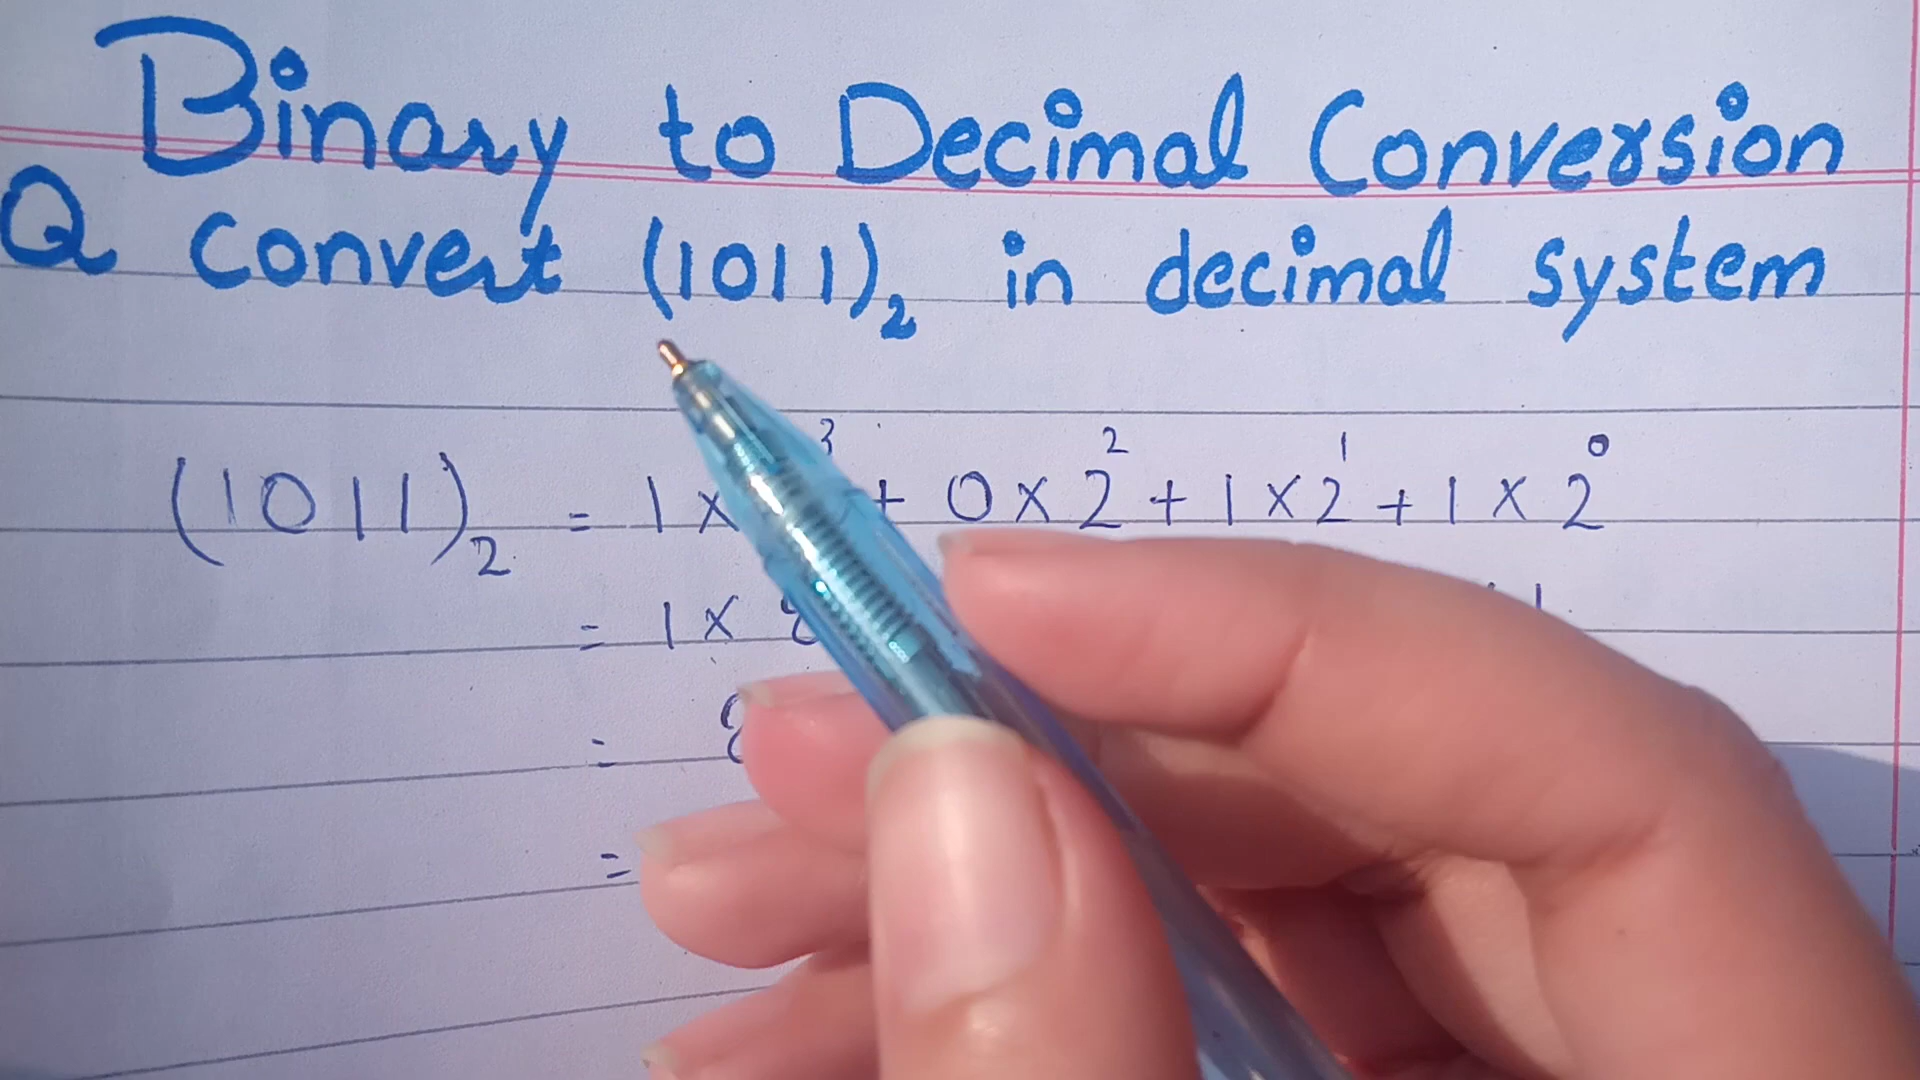 Binary to Decimal Conversion
Q convert (1011)₂ in decimal system
(1011)₂ = 1 × ³ + 0 × 2² + 1 × 2¹ + 1 × 2⁰
= 1 ×
=
=